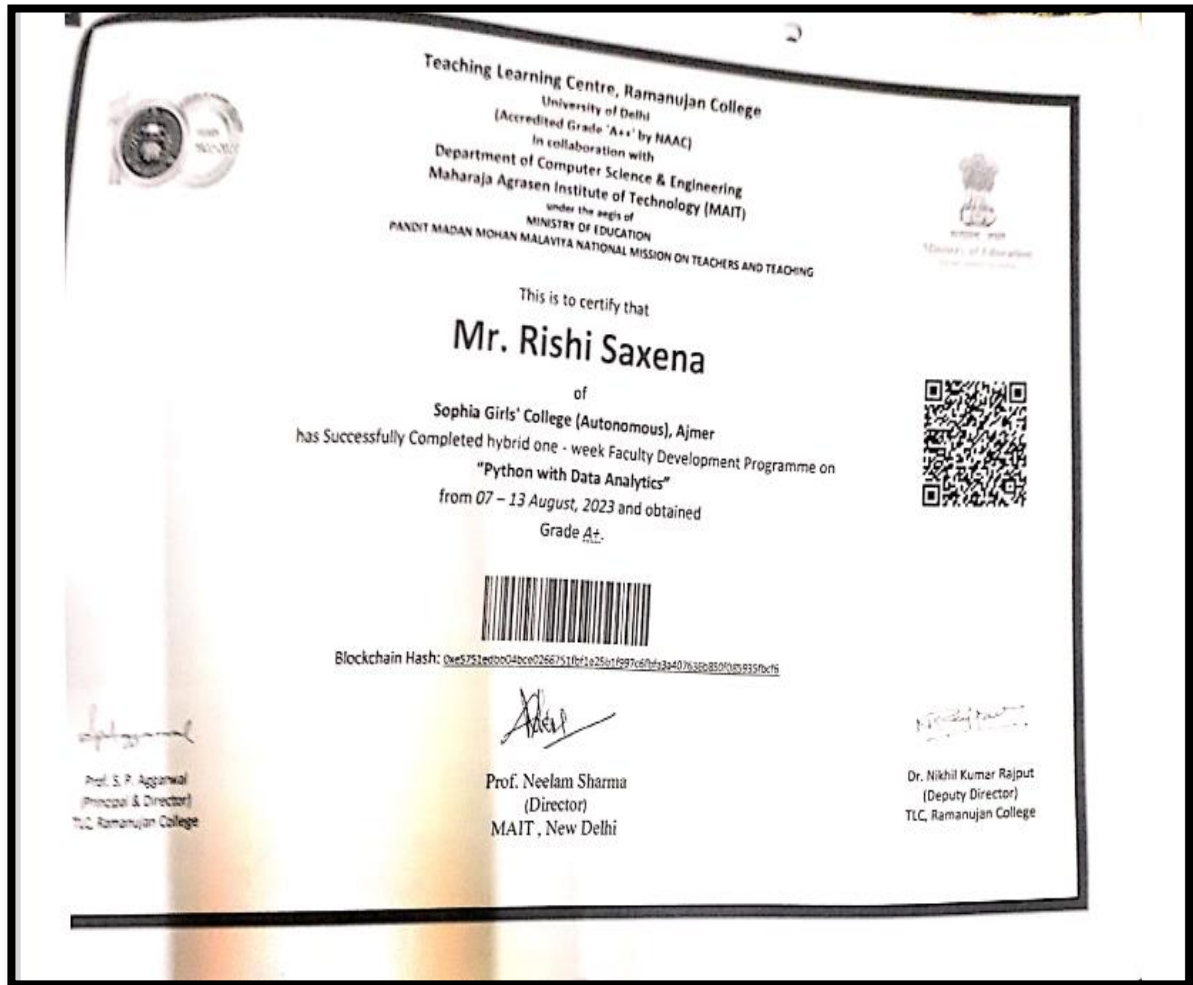 Teaching Learning Centre, Ramanujan College
University of Delhi
(Accredited Grade 'A++' by NAAC)
In collaboration with
Department of Computer Science & Engineering
Maharaja Agrasen Institute of Technology (MAIT)
under the aegis of
MINISTRY OF EDUCATION
PANDIT MADAN MOHAN MALAVIYA NATIONAL MISSION ON TEACHERS AND TEACHING
Ministry of Education
This is to certify that
Mr. Rishi Saxena
of
Sophia Girls' College (Autonomous), Ajmer
has Successfully Completed hybrid one - week Faculty Development Programme on
"Python with Data Analytics"
from 07 – 13 August, 2023 and obtained
Grade A+.
Blockchain Hash:
Prof. S. P. Aggarwal
(Principal & Director)
TLC, Ramanujan College
Prof. Neelam Sharma
(Director)
MAIT , New Delhi
Dr. Nikhil Kumar Rajput
(Deputy Director)
TLC, Ramanujan College